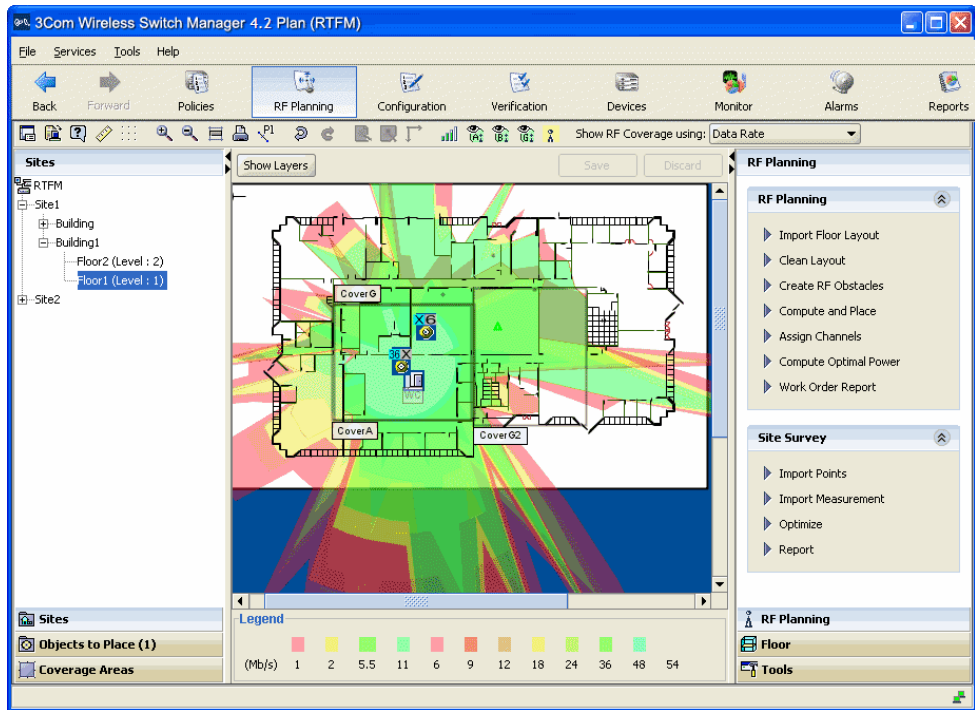 3Com Wireless Switch Manager 4.2 Plan (RTFM)
File Services Tools Help
Back Forward Policies RF Planning Configuration Verification Devices Monitor Alarms Reports
Show RF Coverage using: Data Rate
Sites
RTFM
Site1
Building
Building1
Floor2 (Level : 2)
Floor1 (Level : 1)
Site2
Sites
Objects to Place (1)
Coverage Areas
Show Layers Save Discard
CoverG
X 6
36 X
WC
CoverA
CoverG2
Legend
(Mb/s) 1 2 5.5 11 6 9 12 18 24 36 48 54
RF Planning
RF Planning
Import Floor Layout
Clean Layout
Create RF Obstacles
Compute and Place
Assign Channels
Compute Optimal Power
Work Order Report
Site Survey
Import Points
Import Measurement
Optimize
Report
RF Planning
Floor
Tools